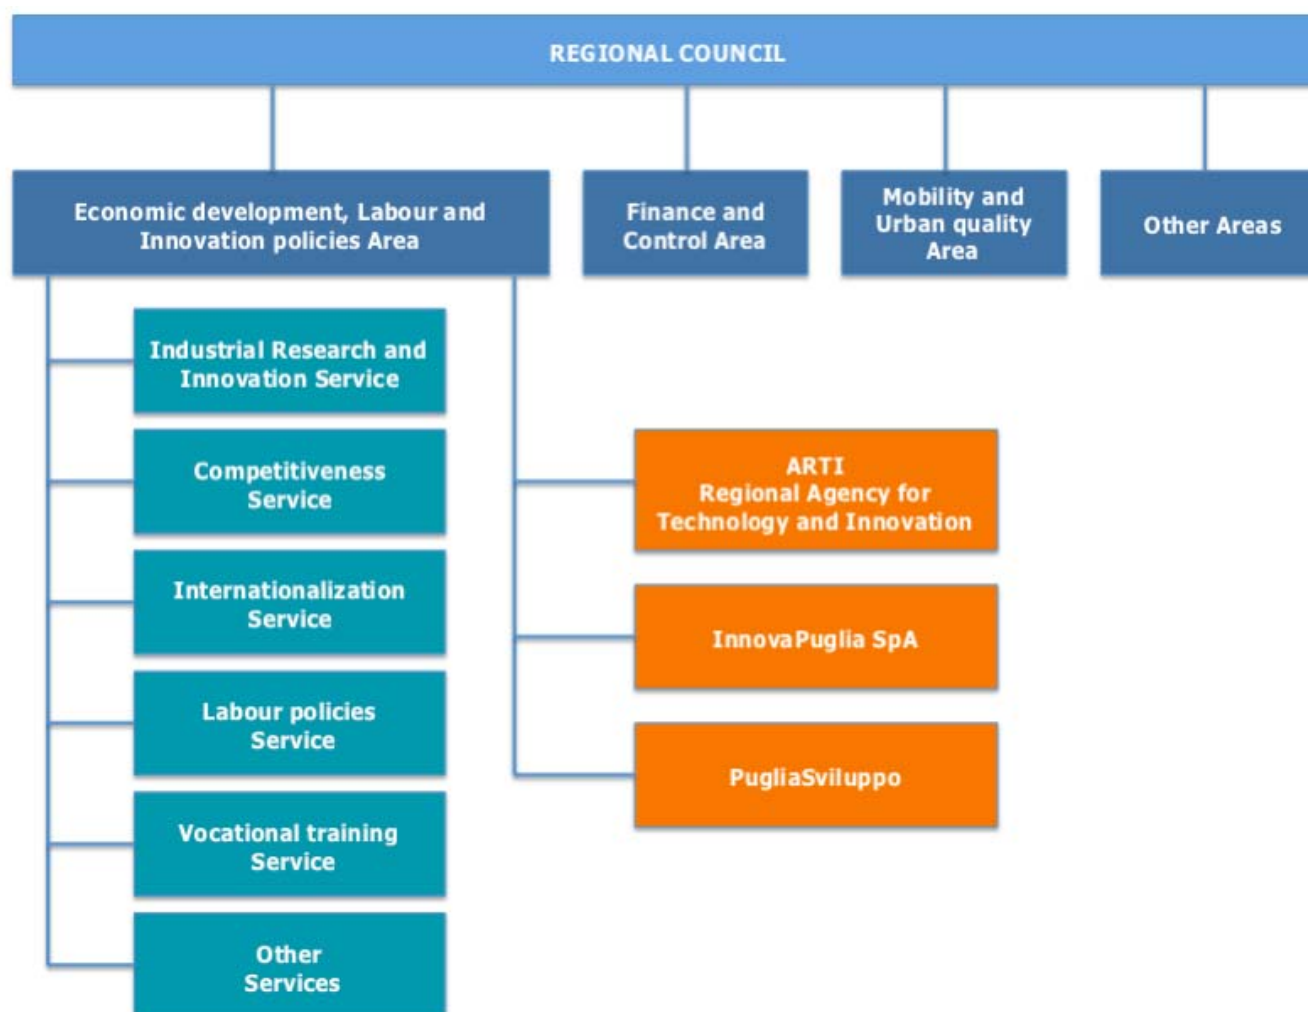 REGIONAL COUNCIL
Economic development, Labour and
Innovation policies Area
Finance and
Control Area
Mobility and
Urban quality
Area
Other Areas
Industrial Research and
Innovation Service
Competitiveness
Service
Internationalization
Service
Labour policies
Service
Vocational training
Service
Other
Services
ARTI
Regional Agency for
Technology and Innovation
InnovaPuglia SpA
PugliaSviluppo